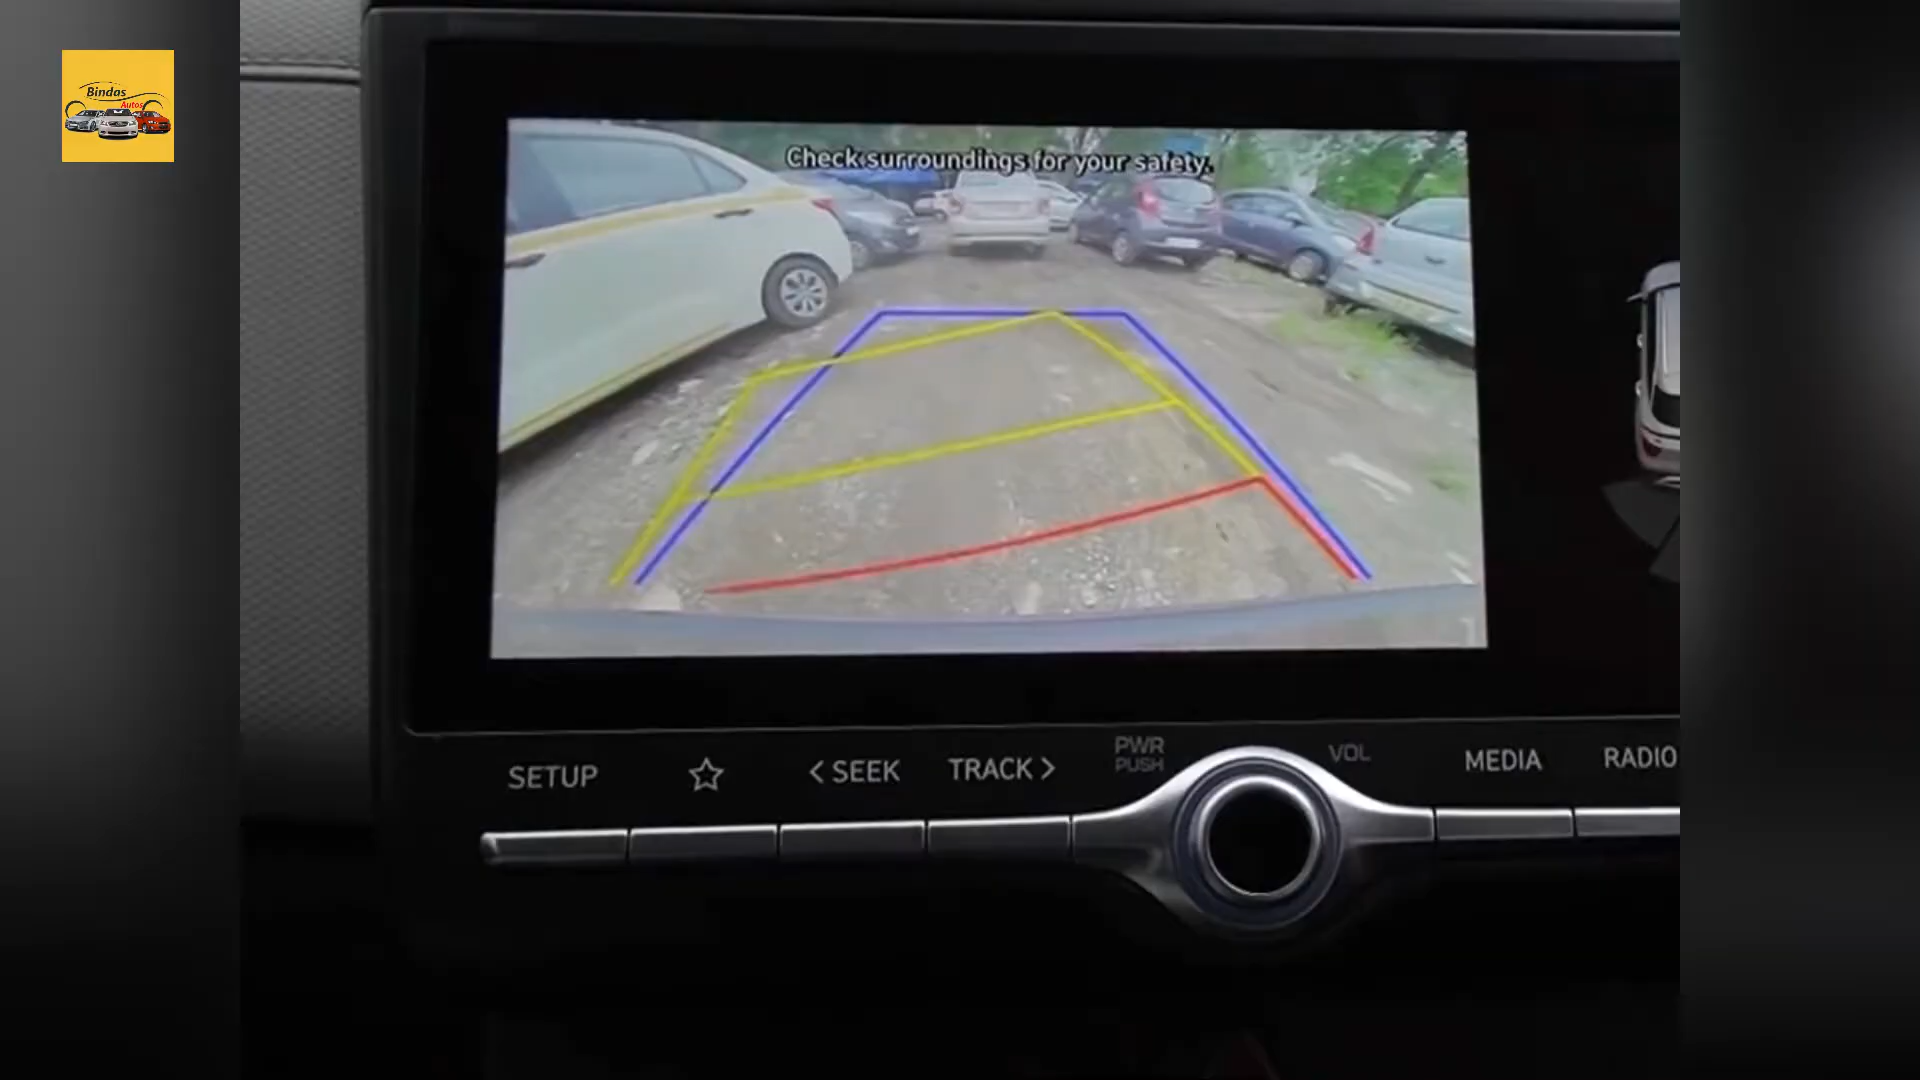 Bindas
Autos
Check surroundings for your safety.
SETUP
< SEEK
TRACK >
PWR
PUSH
VOL
MEDIA
RADIO